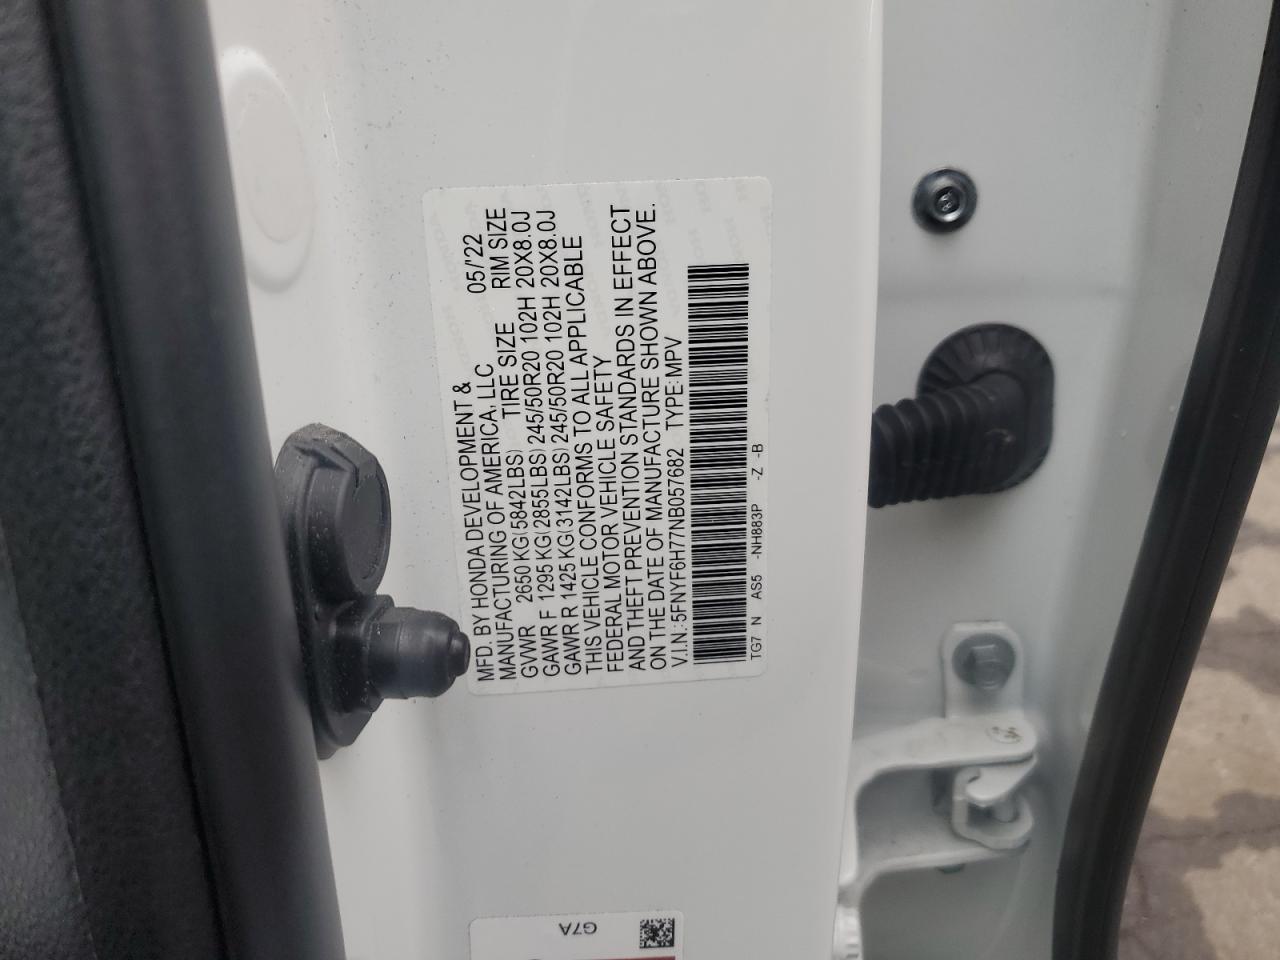 MFD. BY HONDA DEVELOPMENT &
MANUFACTURING OF AMERICA, LLC 05/'22
GVWR 2650 KG(5842LBS) TIRE SIZE RIM SIZE
GAWR F 1295 KG(2855LBS) 245/50R20 102H 20X8.0J
GAWR R 1425 KG(3142LBS) 245/50R20 102H 20X8.0J
THIS VEHICLE CONFORMS TO ALL APPLICABLE
FEDERAL MOTOR VEHICLE SAFETY
AND THEFT PREVENTION STANDARDS IN EFFECT
ON THE DATE OF MANUFACTURE SHOWN ABOVE.
V.I.N.: 5FNYF6H77NB057682 TYPE: MPV
TG7 N AS5 -NH883P -Z -B
G7A